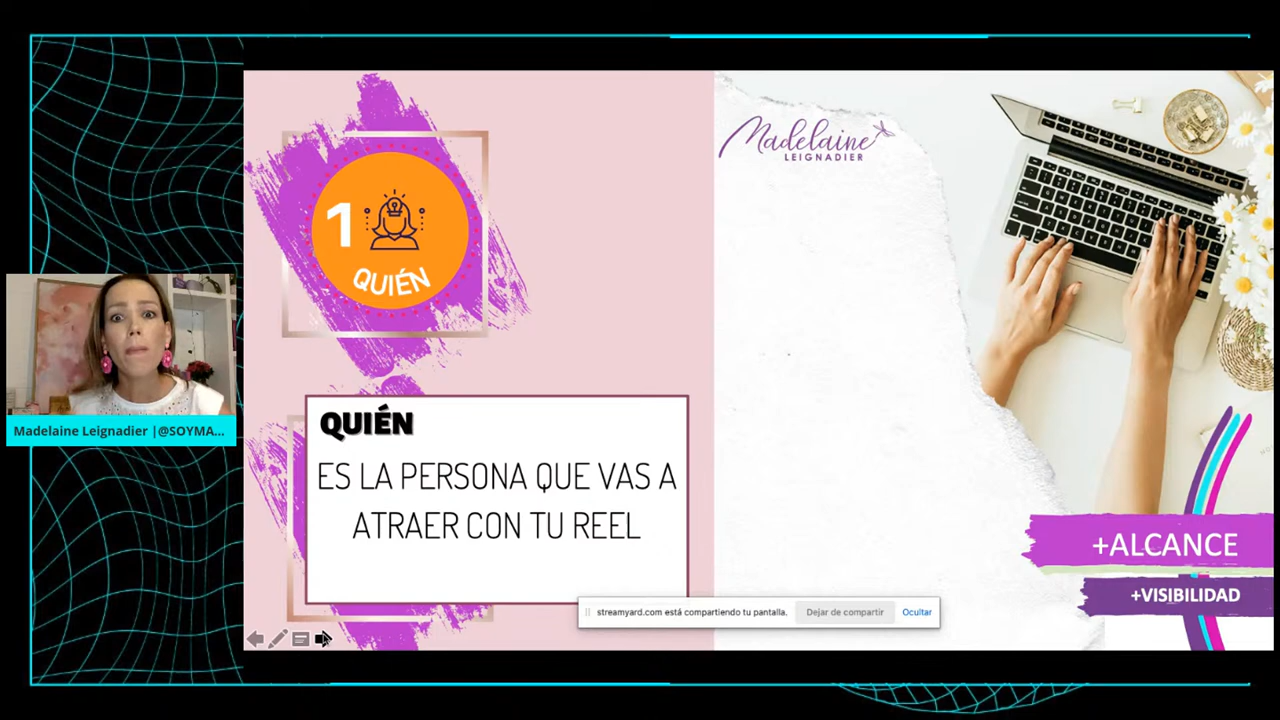 1
QUIÉN
Madelaine
LEIGNADIER
QUIÉN
ES LA PERSONA QUE VAS A
ATRAER CON TU REEL
Madelaine Leignadier |@SOYMA...
+ALCANCE
+VISIBILIDAD
streamyard.com está compartiendo tu pantalla. Dejar de compartir Ocultar